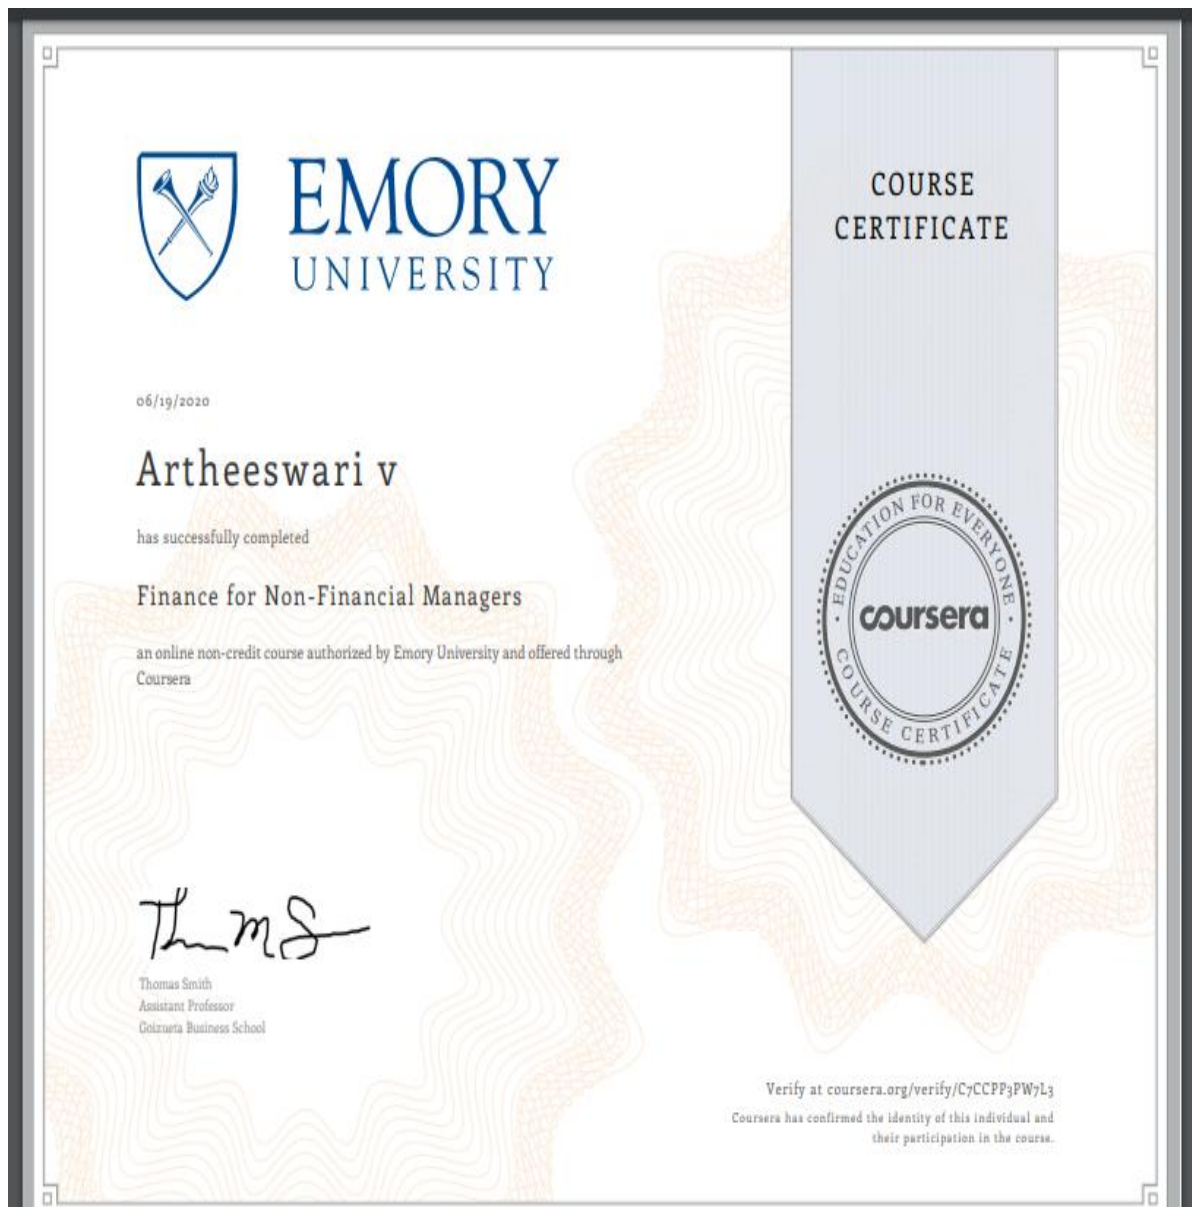 EMORY
UNIVERSITY
COURSE
CERTIFICATE
06/19/2020
Artheeswari v
has successfully completed
Finance for Non-Financial Managers
an online non-credit course authorized by Emory University and offered through
Coursera
EDUCATION FOR EVERYONE
coursera
COURSE CERTIFICATE
Thomas Smith
Assistant Professor
Goizueta Business School
Verify at coursera.org/verify/C7CCPP3PW7L3
Coursera has confirmed the identity of this individual and
their participation in the course.